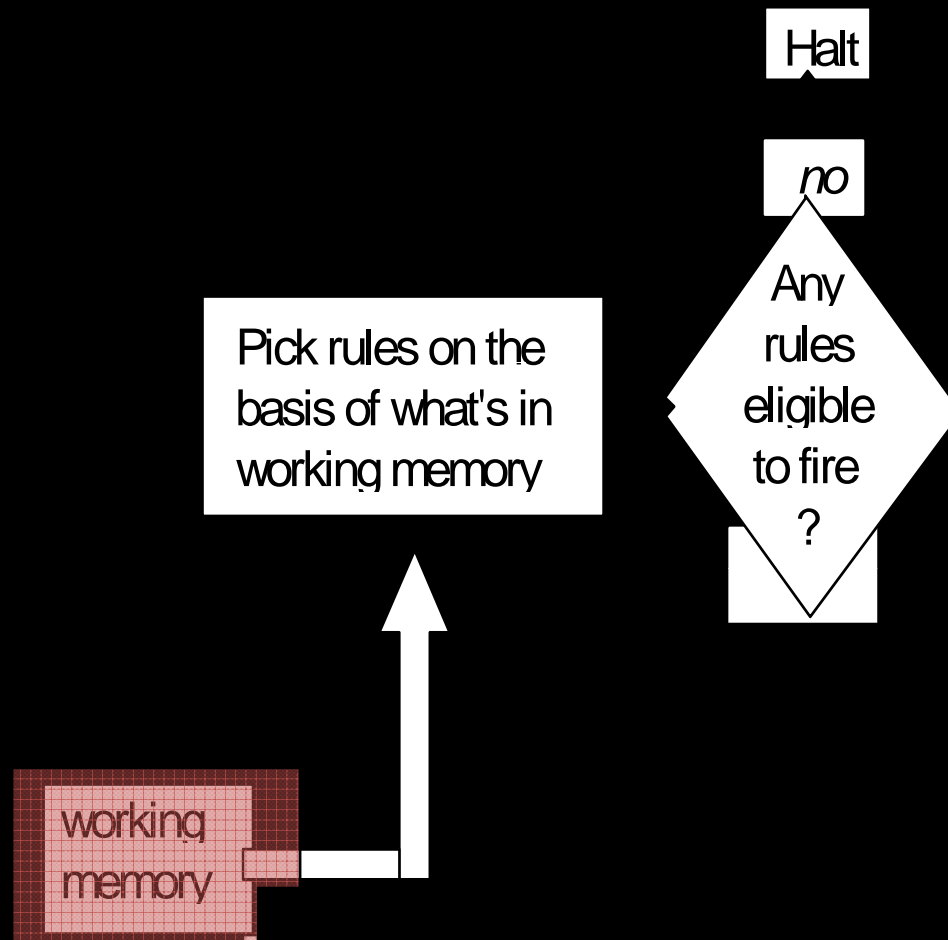 Halt
no
Any
rules
eligible
to fire
?
Pick rules on the
basis of what's in
working memory
working
memory